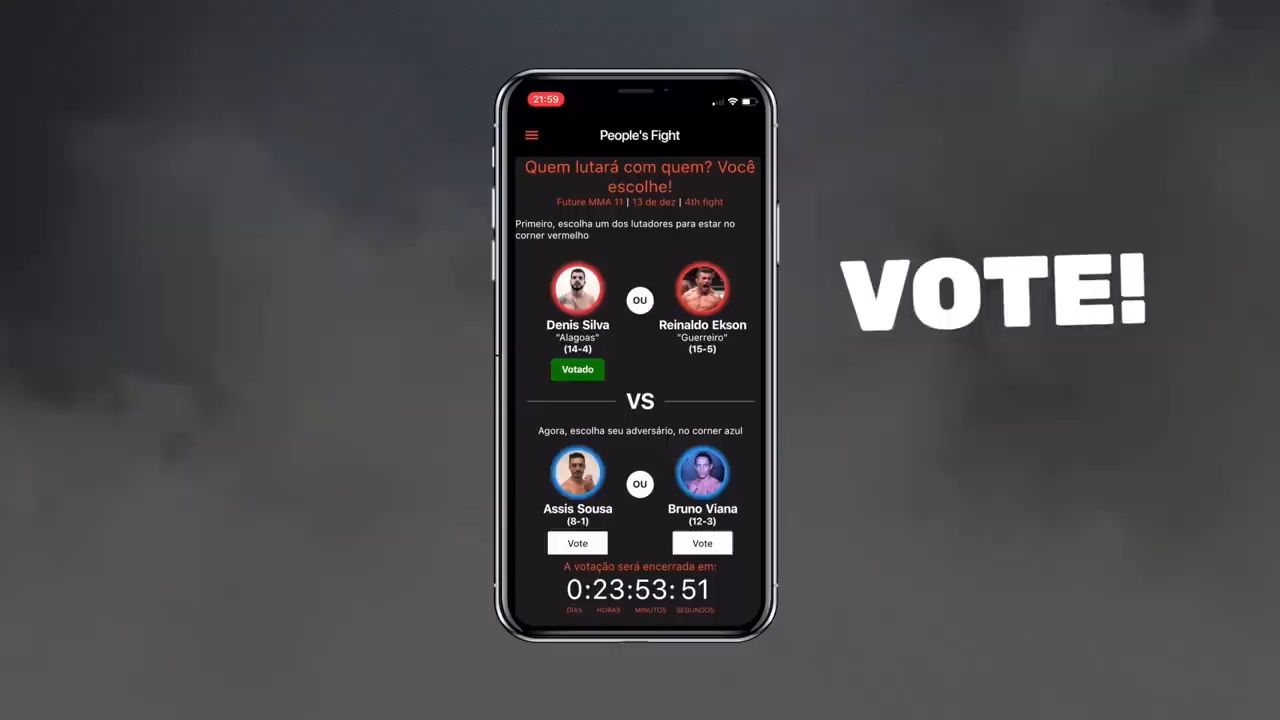 21:59
People's Fight
Quem lutará com quem? Você
escolhe!
Future MMA 11 | 13 de dez | 4th fight
Primeiro, escolha um dos lutadores para estar no
corner vermelho
OU
Denis Silva
"Alagoas"
(14-4)
Votado
Reinaldo Ekson
"Guerreiro"
(15-5)
VS
Agora, escolha seu adversário, no corner azul
OU
Assis Sousa
(8-1)
Vote
Bruno Viana
(12-3)
Vote
A votação será encerrada em:
0:23:53:51
DIAS HORAS MINUTOS SEGUNDOS
VOTE!